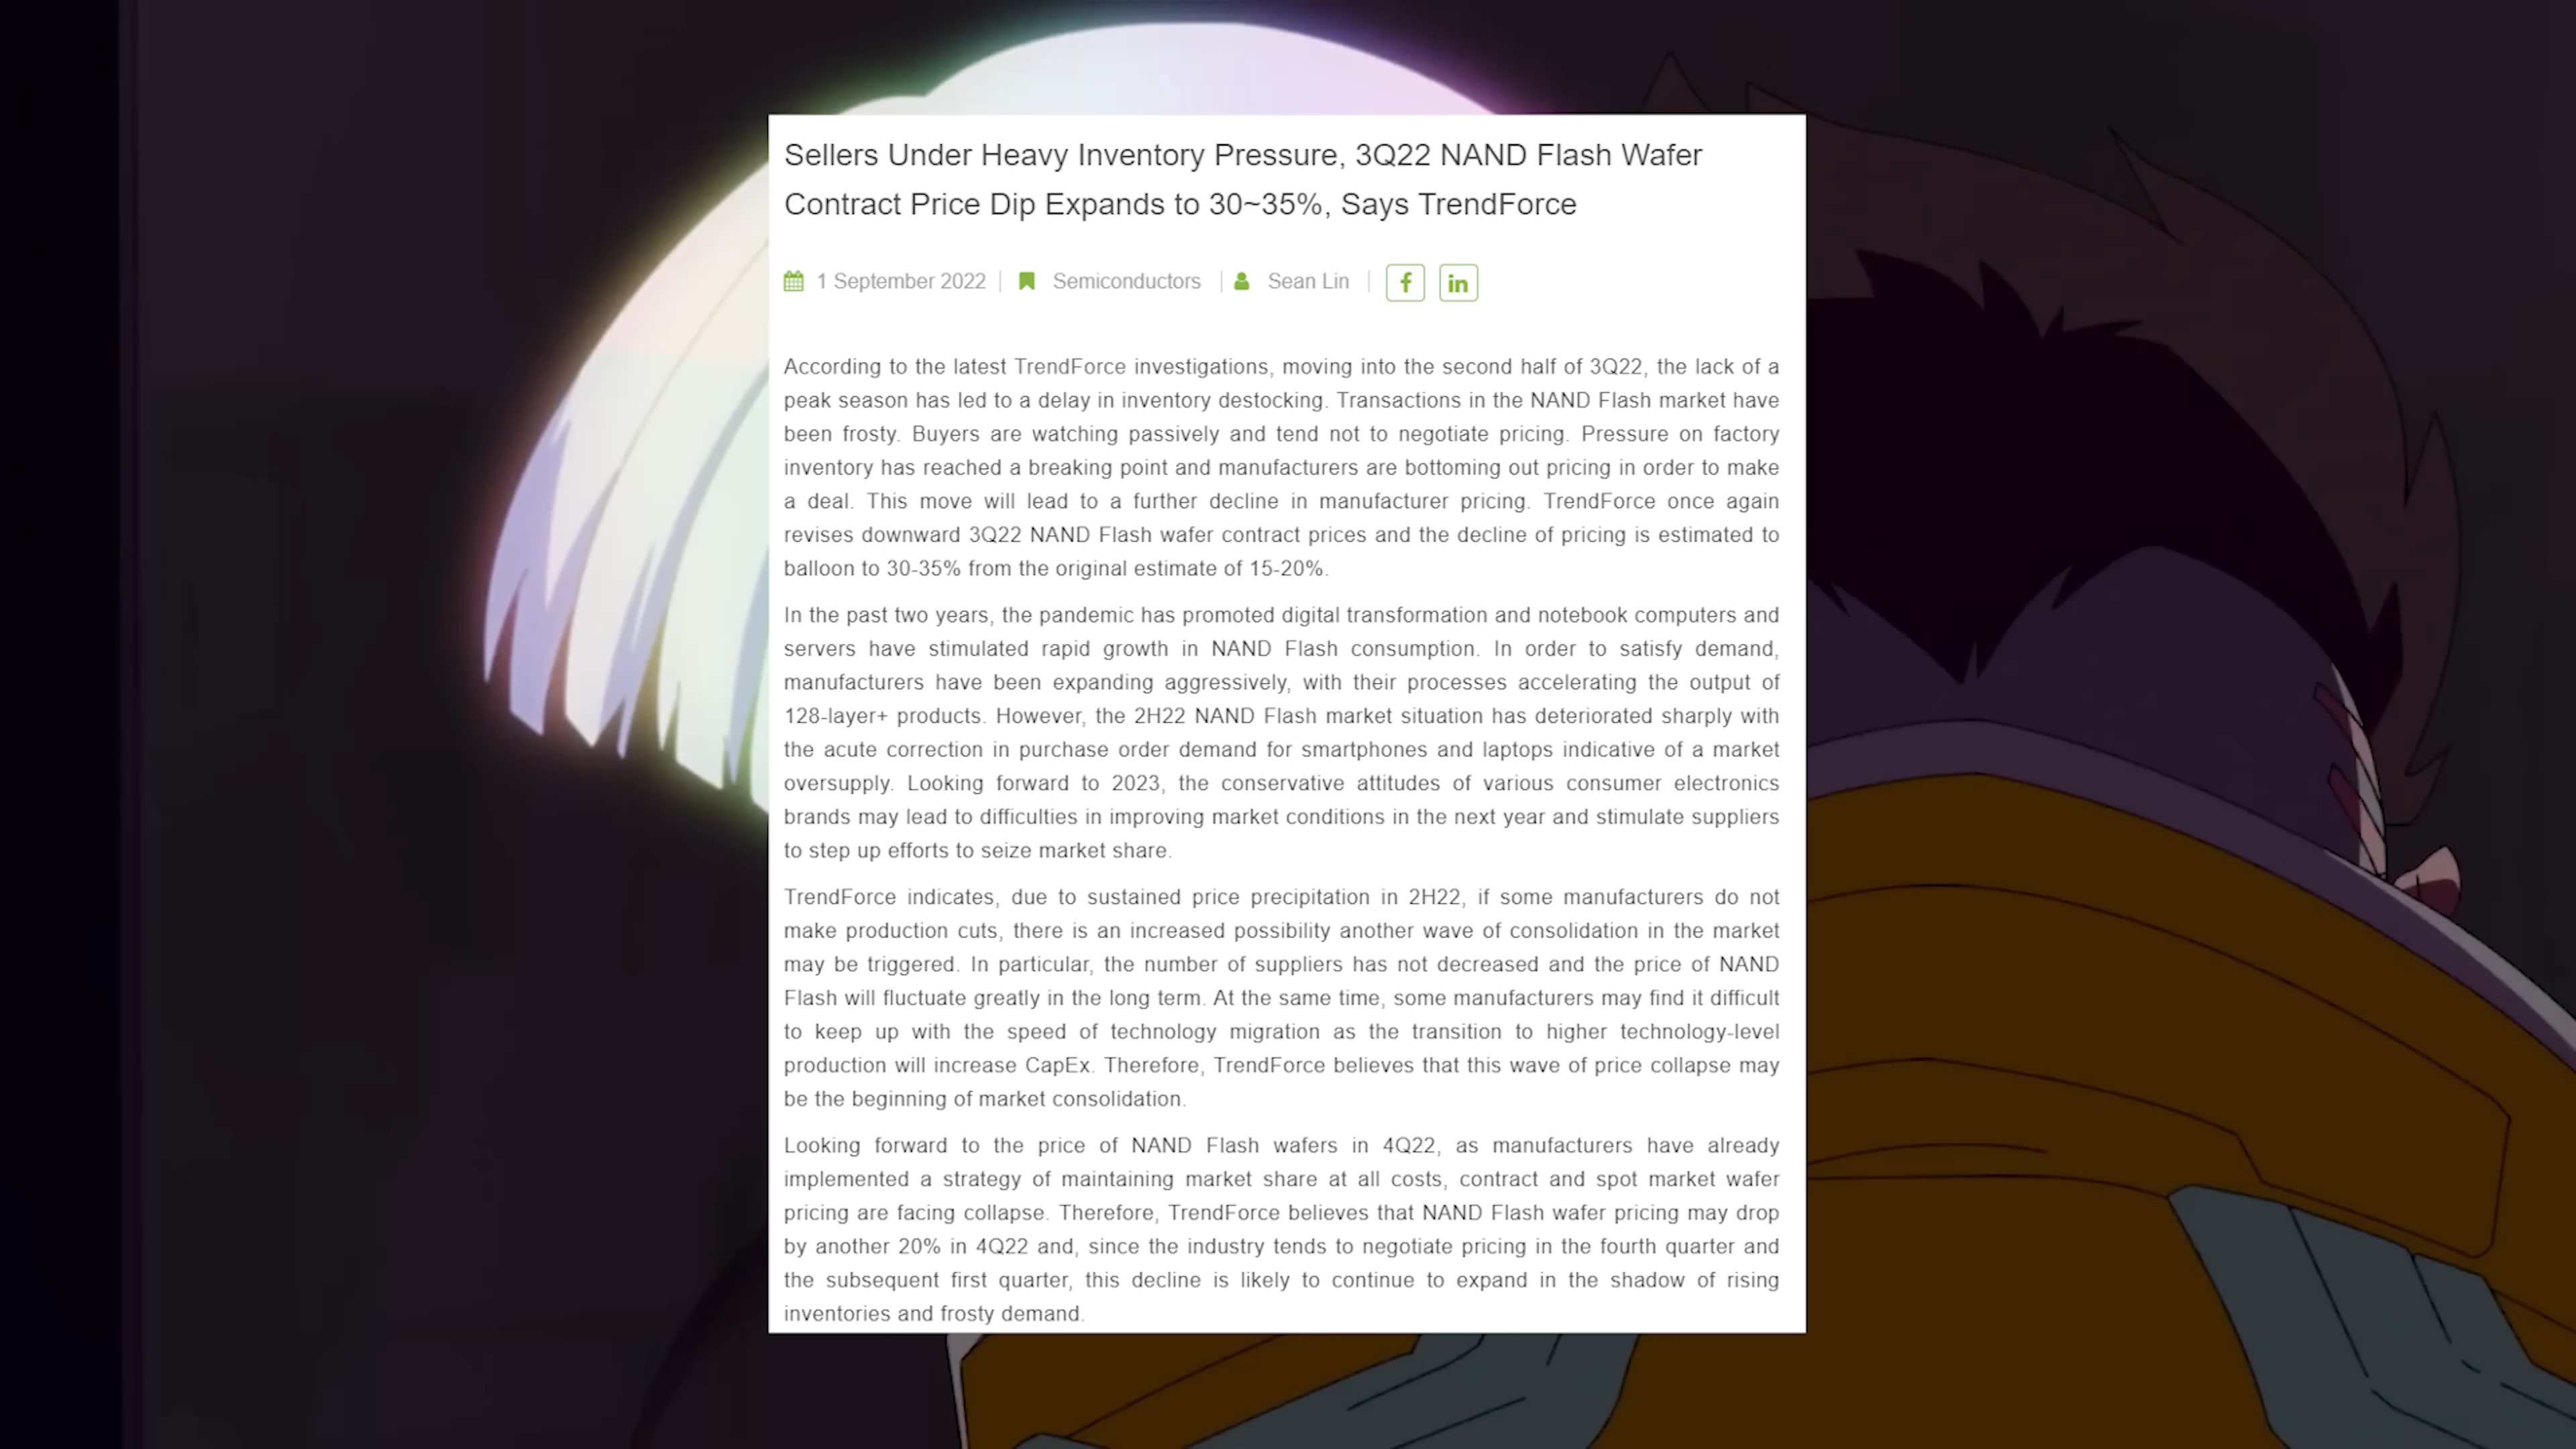 Sellers Under Heavy Inventory Pressure, 3Q22 NAND Flash Wafer
Contract Price Dip Expands to 30~35%, Says TrendForce
1 September 2022 | Semiconductors | Sean Lin | f in
According to the latest TrendForce investigations, moving into the second half of 3Q22, the lack of a
peak season has led to a delay in inventory destocking. Transactions in the NAND Flash market have
been frosty. Buyers are watching passively and tend not to negotiate pricing. Pressure on factory
inventory has reached a breaking point and manufacturers are bottoming out pricing in order to make
a deal. This move will lead to a further decline in manufacturer pricing. TrendForce once again
revises downward 3Q22 NAND Flash wafer contract prices and the decline of pricing is estimated to
balloon to 30-35% from the original estimate of 15-20%.
In the past two years, the pandemic has promoted digital transformation and notebook computers and
servers have stimulated rapid growth in NAND Flash consumption. In order to satisfy demand,
manufacturers have been expanding aggressively, with their processes accelerating the output of
128-layer+ products. However, the 2H22 NAND Flash market situation has deteriorated sharply with
the acute correction in purchase order demand for smartphones and laptops indicative of a market
oversupply. Looking forward to 2023, the conservative attitudes of various consumer electronics
brands may lead to difficulties in improving market conditions in the next year and stimulate suppliers
to step up efforts to seize market share.
TrendForce indicates, due to sustained price precipitation in 2H22, if some manufacturers do not
make production cuts, there is an increased possibility another wave of consolidation in the market
may be triggered. In particular, the number of suppliers has not decreased and the price of NAND
Flash will fluctuate greatly in the long term. At the same time, some manufacturers may find it difficult
to keep up with the speed of technology migration as the transition to higher technology-level
production will increase CapEx. Therefore, TrendForce believes that this wave of price collapse may
be the beginning of market consolidation.
Looking forward to the price of NAND Flash wafers in 4Q22, as manufacturers have already
implemented a strategy of maintaining market share at all costs, contract and spot market wafer
pricing are facing collapse. Therefore, TrendForce believes that NAND Flash wafer pricing may drop
by another 20% in 4Q22 and, since the industry tends to negotiate pricing in the fourth quarter and
the subsequent first quarter, this decline is likely to continue to expand in the shadow of rising
inventories and frosty demand.